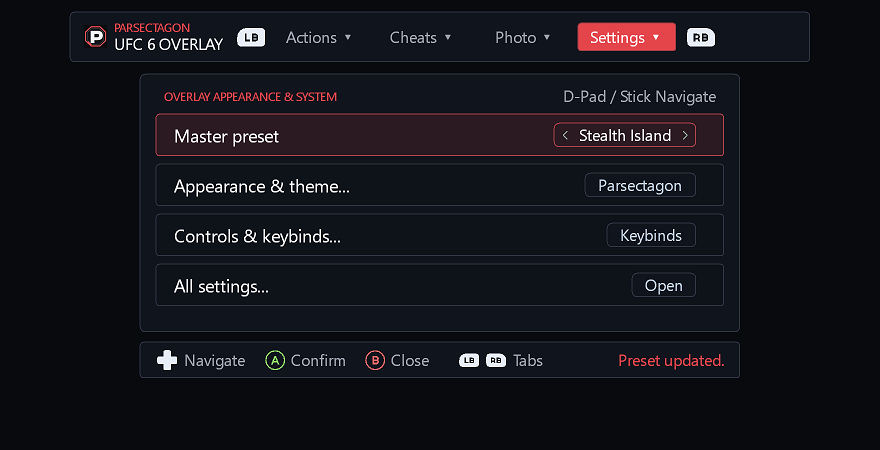 P
PARSECTAGON
UFC 6 OVERLAY
LB Actions ▼ Cheats ▼ Photo ▼ Settings ▼ RB
OVERLAY APPEARANCE & SYSTEM D-Pad / Stick Navigate
Master preset < Stealth Island >
Appearance & theme... Parsectagon
Controls & keybinds... Keybinds
All settings... Open
Navigate A Confirm B Close LB RB Tabs Preset updated.